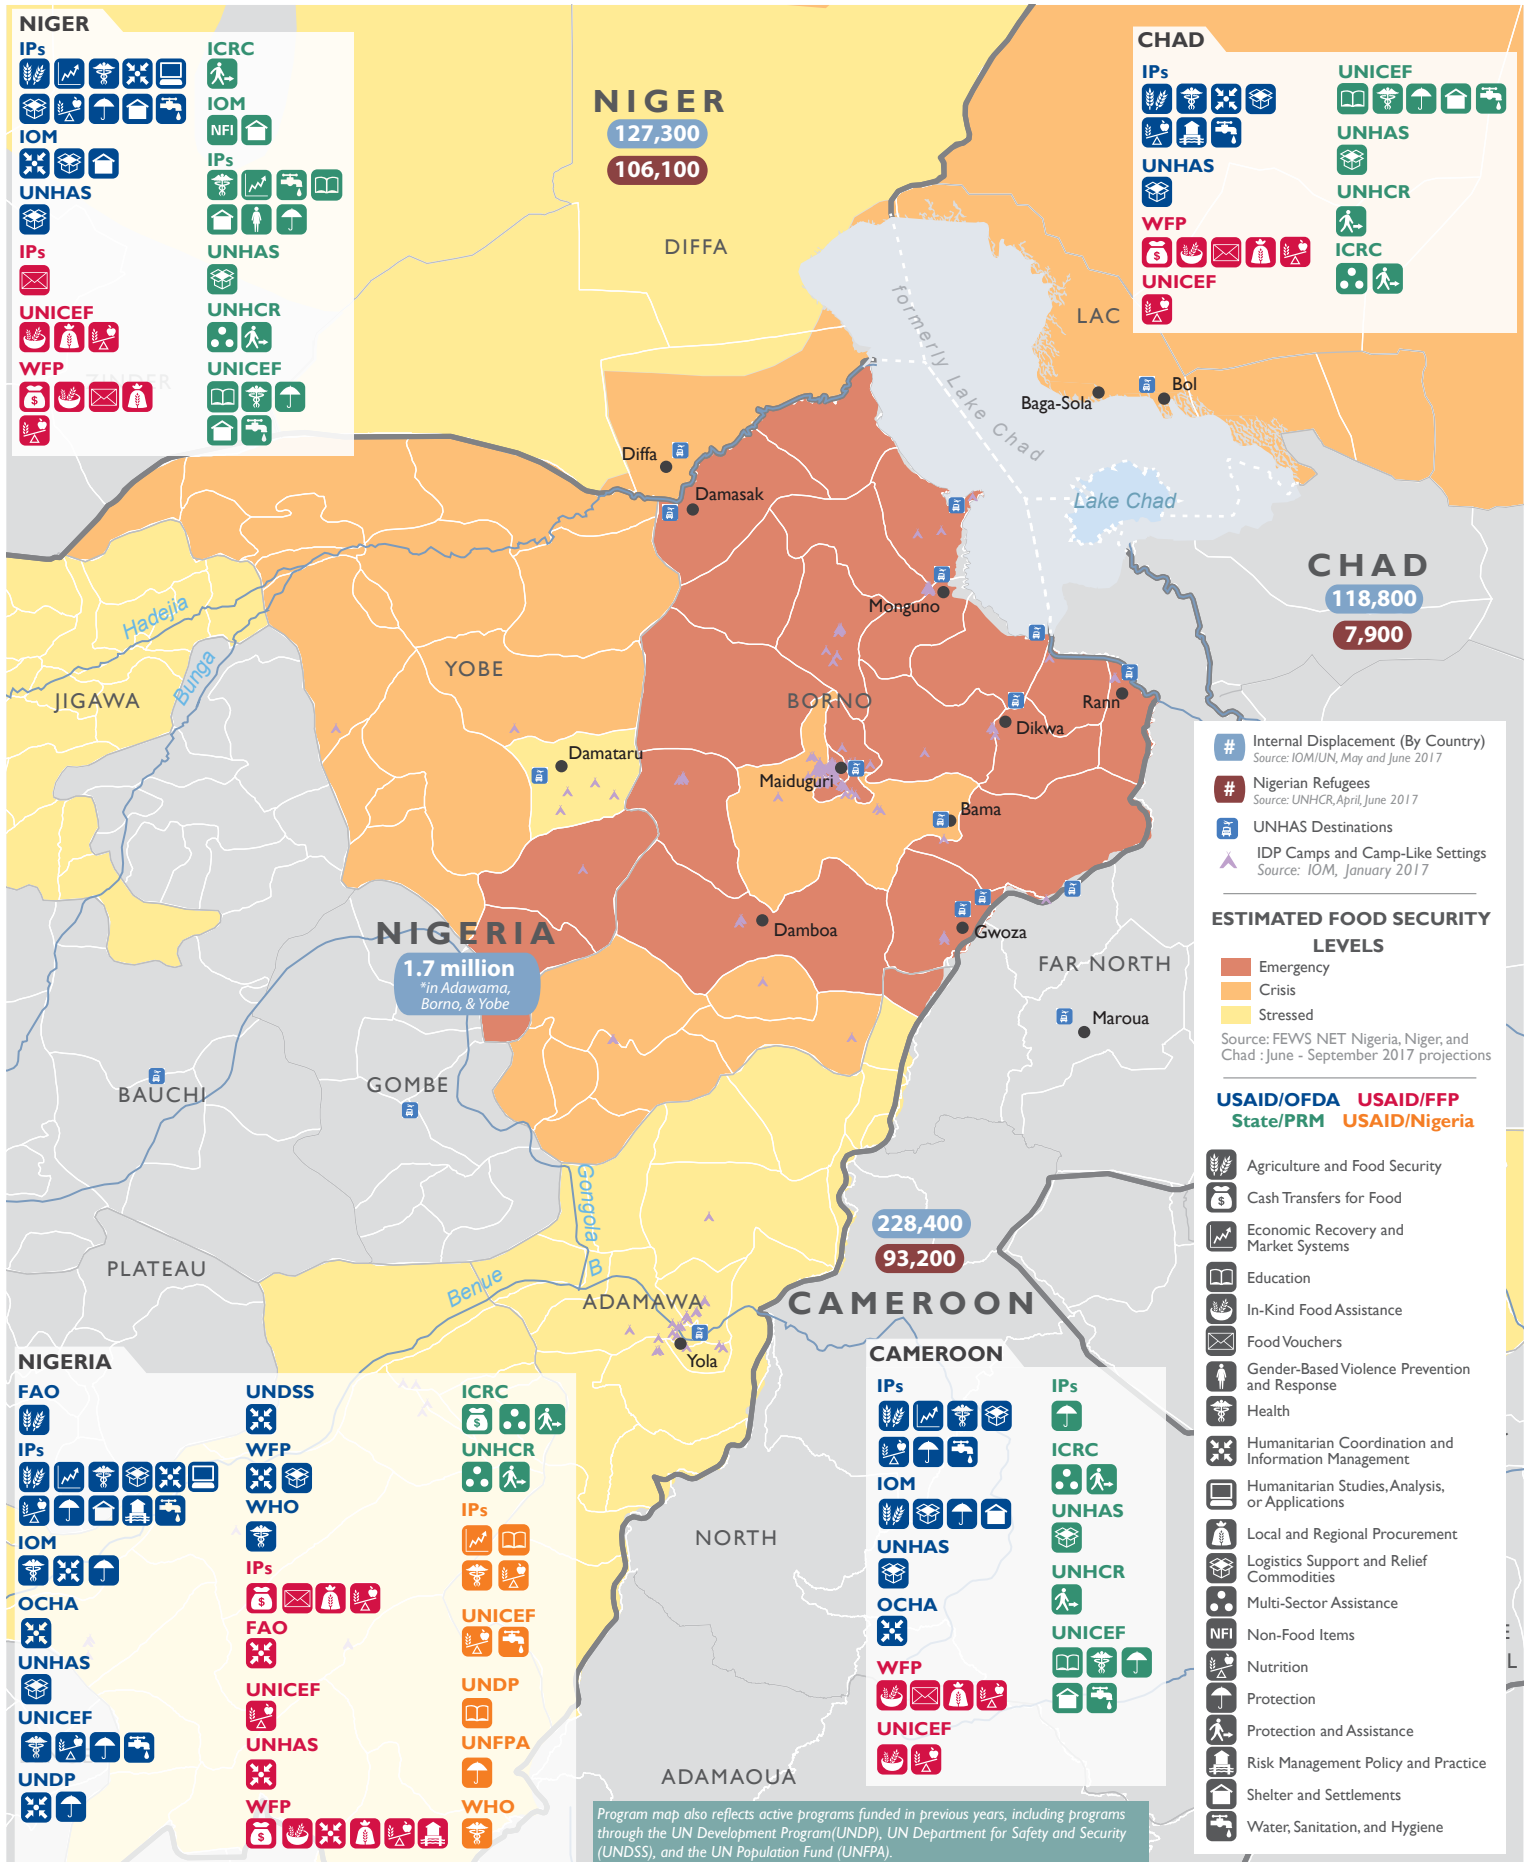 NIGER
IPs
IOM
UNHAS
IPs
UNICEF
WFP
ICRC
IOM
NFI
IPs
UNHAS
UNHCR
UNICEF
ZINDER
NIGER
127,300
106,100
DIFFA
CHAD
IPs
UNHAS
WFP
UNICEF
UNICEF
UNHAS
UNHCR
ICRC
LAC
formerly Lake Chad
Baga-Sola
Bol
Lake Chad
Diffa
Damasak
Monguno
CHAD
118,800
7,900
Hadejia
Bunga
JIGAWA
YOBE
BORNO
Rann
Dikwa
Damataru
Maiduguri
Bama
Damboa
Gwoza
NIGERIA
1.7 million
*in Adawama,
Borno, & Yobe
FAR NORTH
Maroua
BAUCHI
GOMBE
Gongola
PLATEAU
Benue
B
ADAMAWA
Yola
228,400
93,200
CAMEROON
NORTH
ADAMAOUA
# Internal Displacement (By Country)
Source: IOM/UN, May and June 2017
# Nigerian Refugees
Source: UNHCR, April, June 2017
UNHAS Destinations
IDP Camps and Camp-Like Settings
Source: IOM, January 2017
ESTIMATED FOOD SECURITY
LEVELS
Emergency
Crisis
Stressed
Source: FEWS NET Nigeria, Niger, and
Chad : June - September 2017 projections
USAID/OFDA USAID/FFP
State/PRM USAID/Nigeria
Agriculture and Food Security
Cash Transfers for Food
Economic Recovery and
Market Systems
Education
In-Kind Food Assistance
Food Vouchers
Gender-Based Violence Prevention
and Response
Health
Humanitarian Coordination and
Information Management
Humanitarian Studies, Analysis,
or Applications
Local and Regional Procurement
Logistics Support and Relief
Commodities
Multi-Sector Assistance
NFI Non-Food Items
Nutrition
Protection
Protection and Assistance
Risk Management Policy and Practice
Shelter and Settlements
Water, Sanitation, and Hygiene
NIGERIA
FAO
IPs
IOM
OCHA
UNHAS
UNICEF
UNDP
UNDSS
WFP
WHO
IPs
FAO
UNICEF
UNHAS
WFP
ICRC
UNHCR
IPs
UNICEF
UNDP
UNFPA
WHO
CAMEROON
IPs
IOM
UNHAS
OCHA
WFP
UNICEF
IPs
ICRC
UNHAS
UNHCR
UNICEF
Program map also reflects active programs funded in previous years, including programs
through the UN Development Program(UNDP), UN Department for Safety and Security
(UNDSS), and the UN Population Fund (UNFPA).